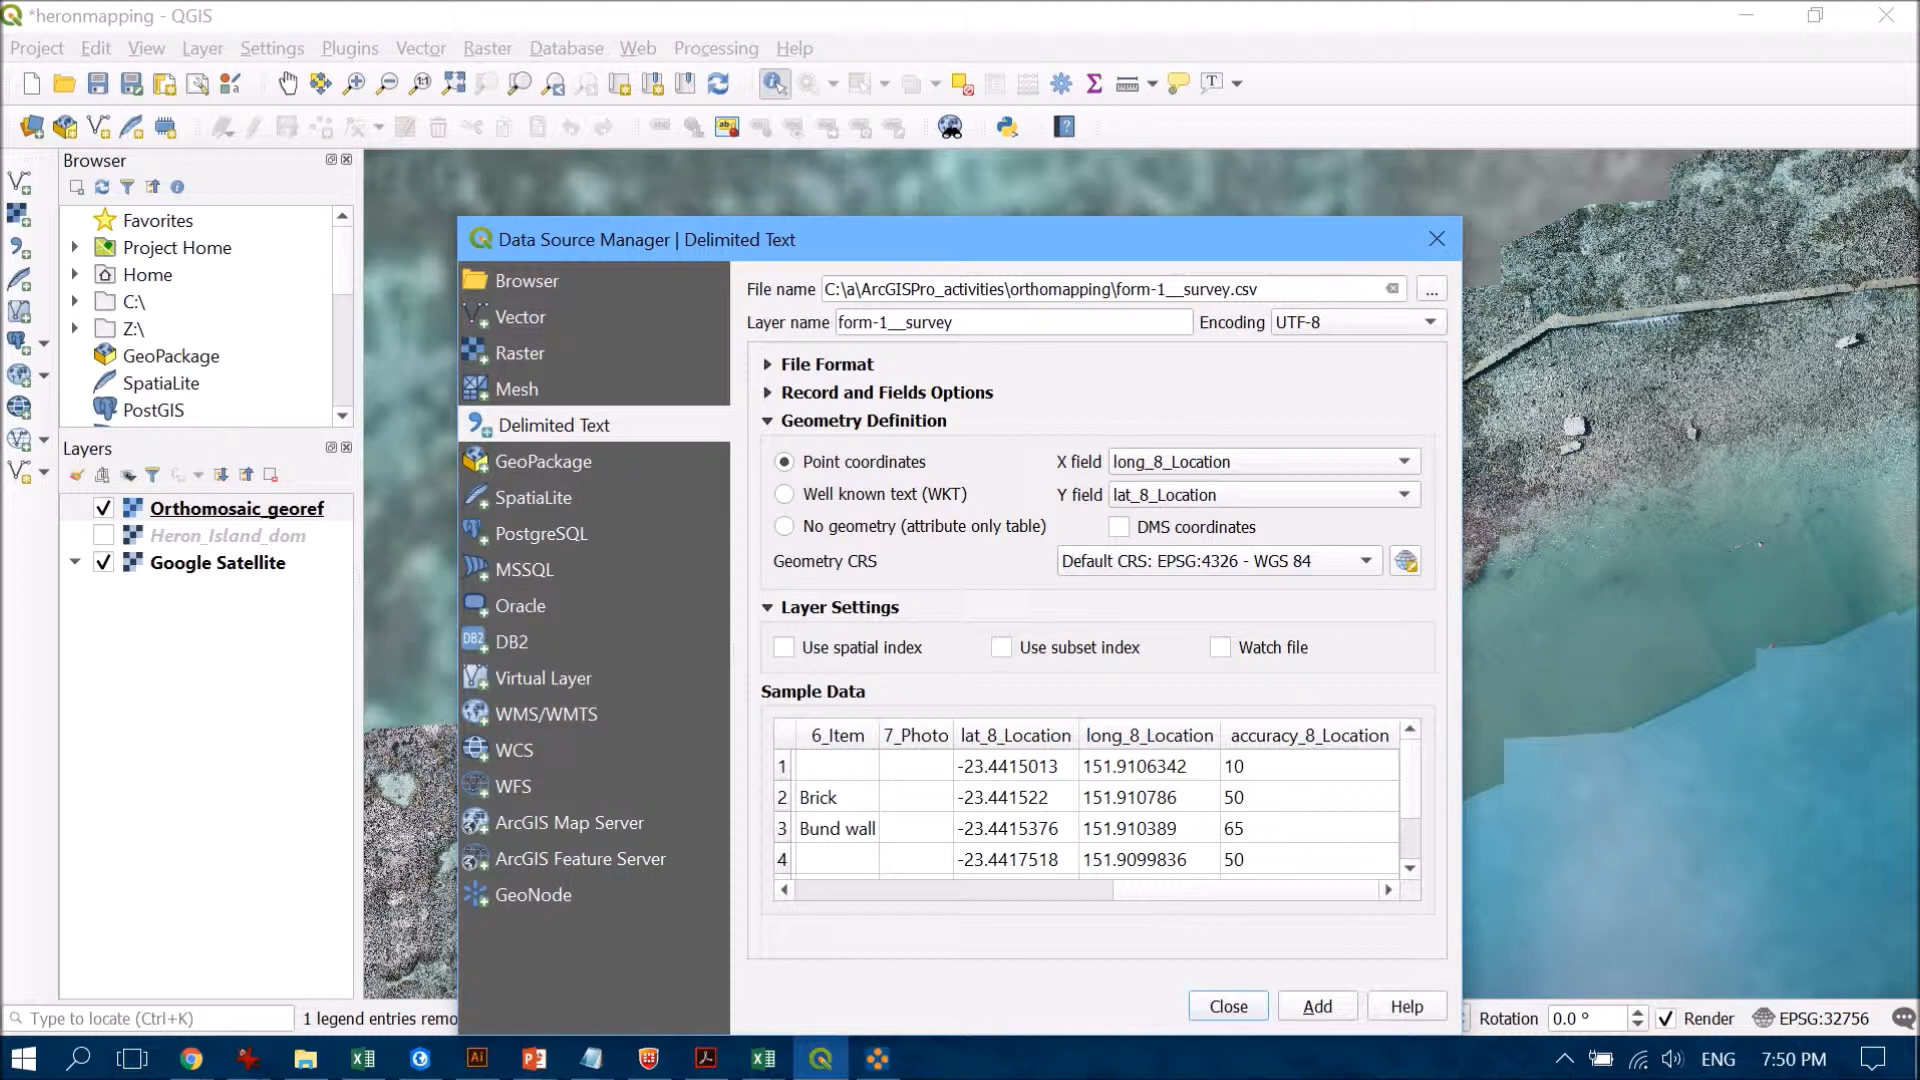 *heronmapping - QGIS
Project Edit View Layer Settings Plugins Vector Raster Database Web Processing Help
Browser
Favorites
Project Home
Home
C:\
Z:\
GeoPackage
SpatiaLite
PostGIS
Layers
Orthomosaic_georef
Heron_Island_dom
Google Satellite
Data Source Manager | Delimited Text
Browser
Vector
Raster
Mesh
Delimited Text
GeoPackage
SpatiaLite
PostgreSQL
MSSQL
Oracle
DB2
Virtual Layer
WMS/WMTS
WCS
WFS
ArcGIS Map Server
ArcGIS Feature Server
GeoNode
File name C:\a\ArcGISPro_activities\orthomapping\form-1__survey.csv ...
Layer name form-1__survey Encoding UTF-8
File Format
Record and Fields Options
Geometry Definition
Point coordinates X field long_8_Location
Well known text (WKT) Y field lat_8_Location
No geometry (attribute only table) DMS coordinates
Geometry CRS Default CRS: EPSG:4326 - WGS 84
Layer Settings
Use spatial index Use subset index Watch file
Sample Data
6_Item 7_Photo lat_8_Location long_8_Location accuracy_8_Location
1 -23.4415013 151.9106342 10
2 Brick -23.441522 151.910786 50
3 Bund wall -23.4415376 151.910389 65
4 -23.4417518 151.9099836 50
Close Add Help
Type to locate (Ctrl+K) 1 legend entries remo Rotation 0.0 ° Render EPSG:32756
ENG 7:50 PM